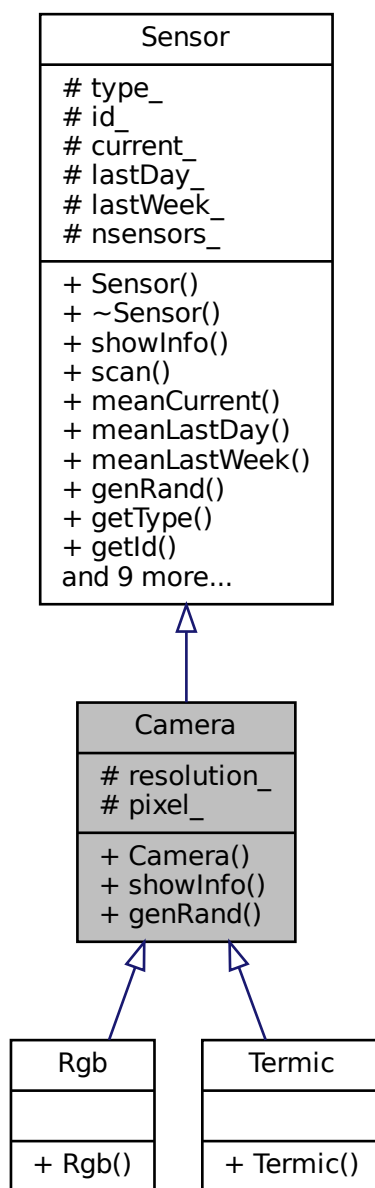 Sensor
# type_
# id_
# current_
# lastDay_
# lastWeek_
# nsensors_
+ Sensor()
+ ~Sensor()
+ showInfo()
+ scan()
+ meanCurrent()
+ meanLastDay()
+ meanLastWeek()
+ genRand()
+ getType()
+ getId()
and 9 more...
Camera
# resolution_
# pixel_
+ Camera()
+ showInfo()
+ genRand()
Rgb
+ Rgb()
Termic
+ Termic()